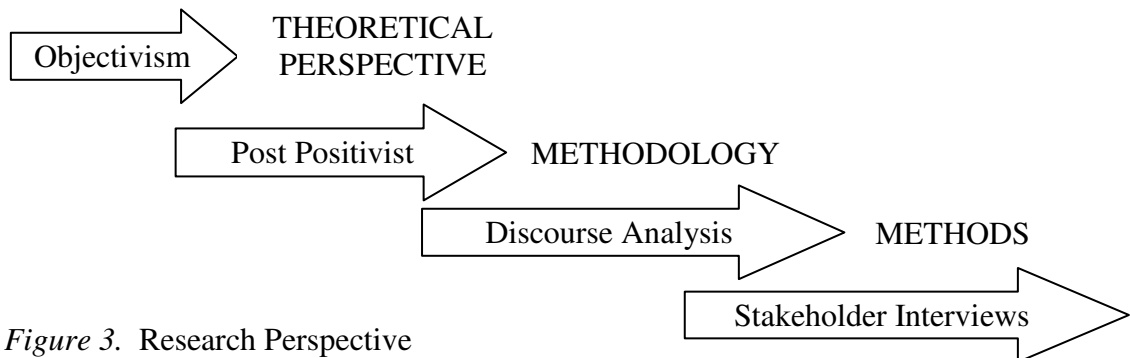 THEORETICAL
Objectivism
PERSPECTIVE
Post Positivist METHODOLOGY
Discourse Analysis METHODS
Stakeholder Interviews
Figure 3. Research Perspective